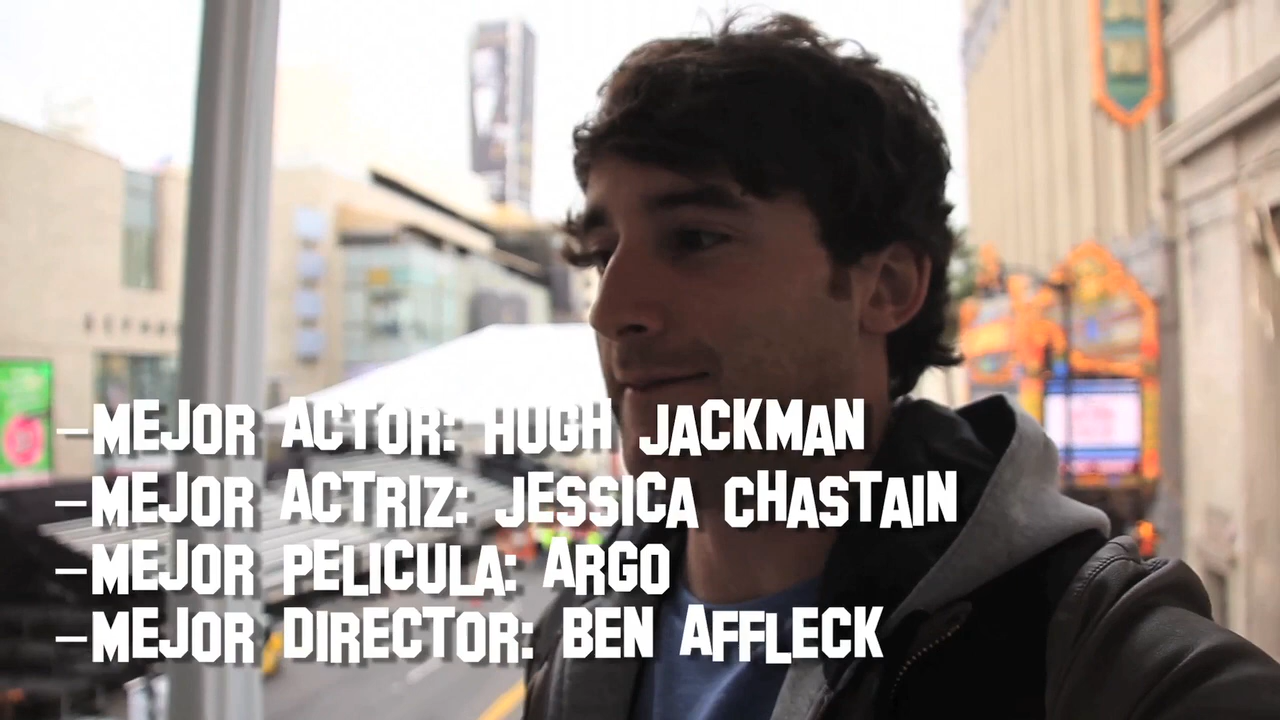 -MEJOR ACTOR: HUGH JACKMAN
-MEJOR ACTRIZ: JESSICA CHASTAIN
-MEJOR PELICULA: ARGO
-MEJOR DIRECTOR: BEN AFFLECK